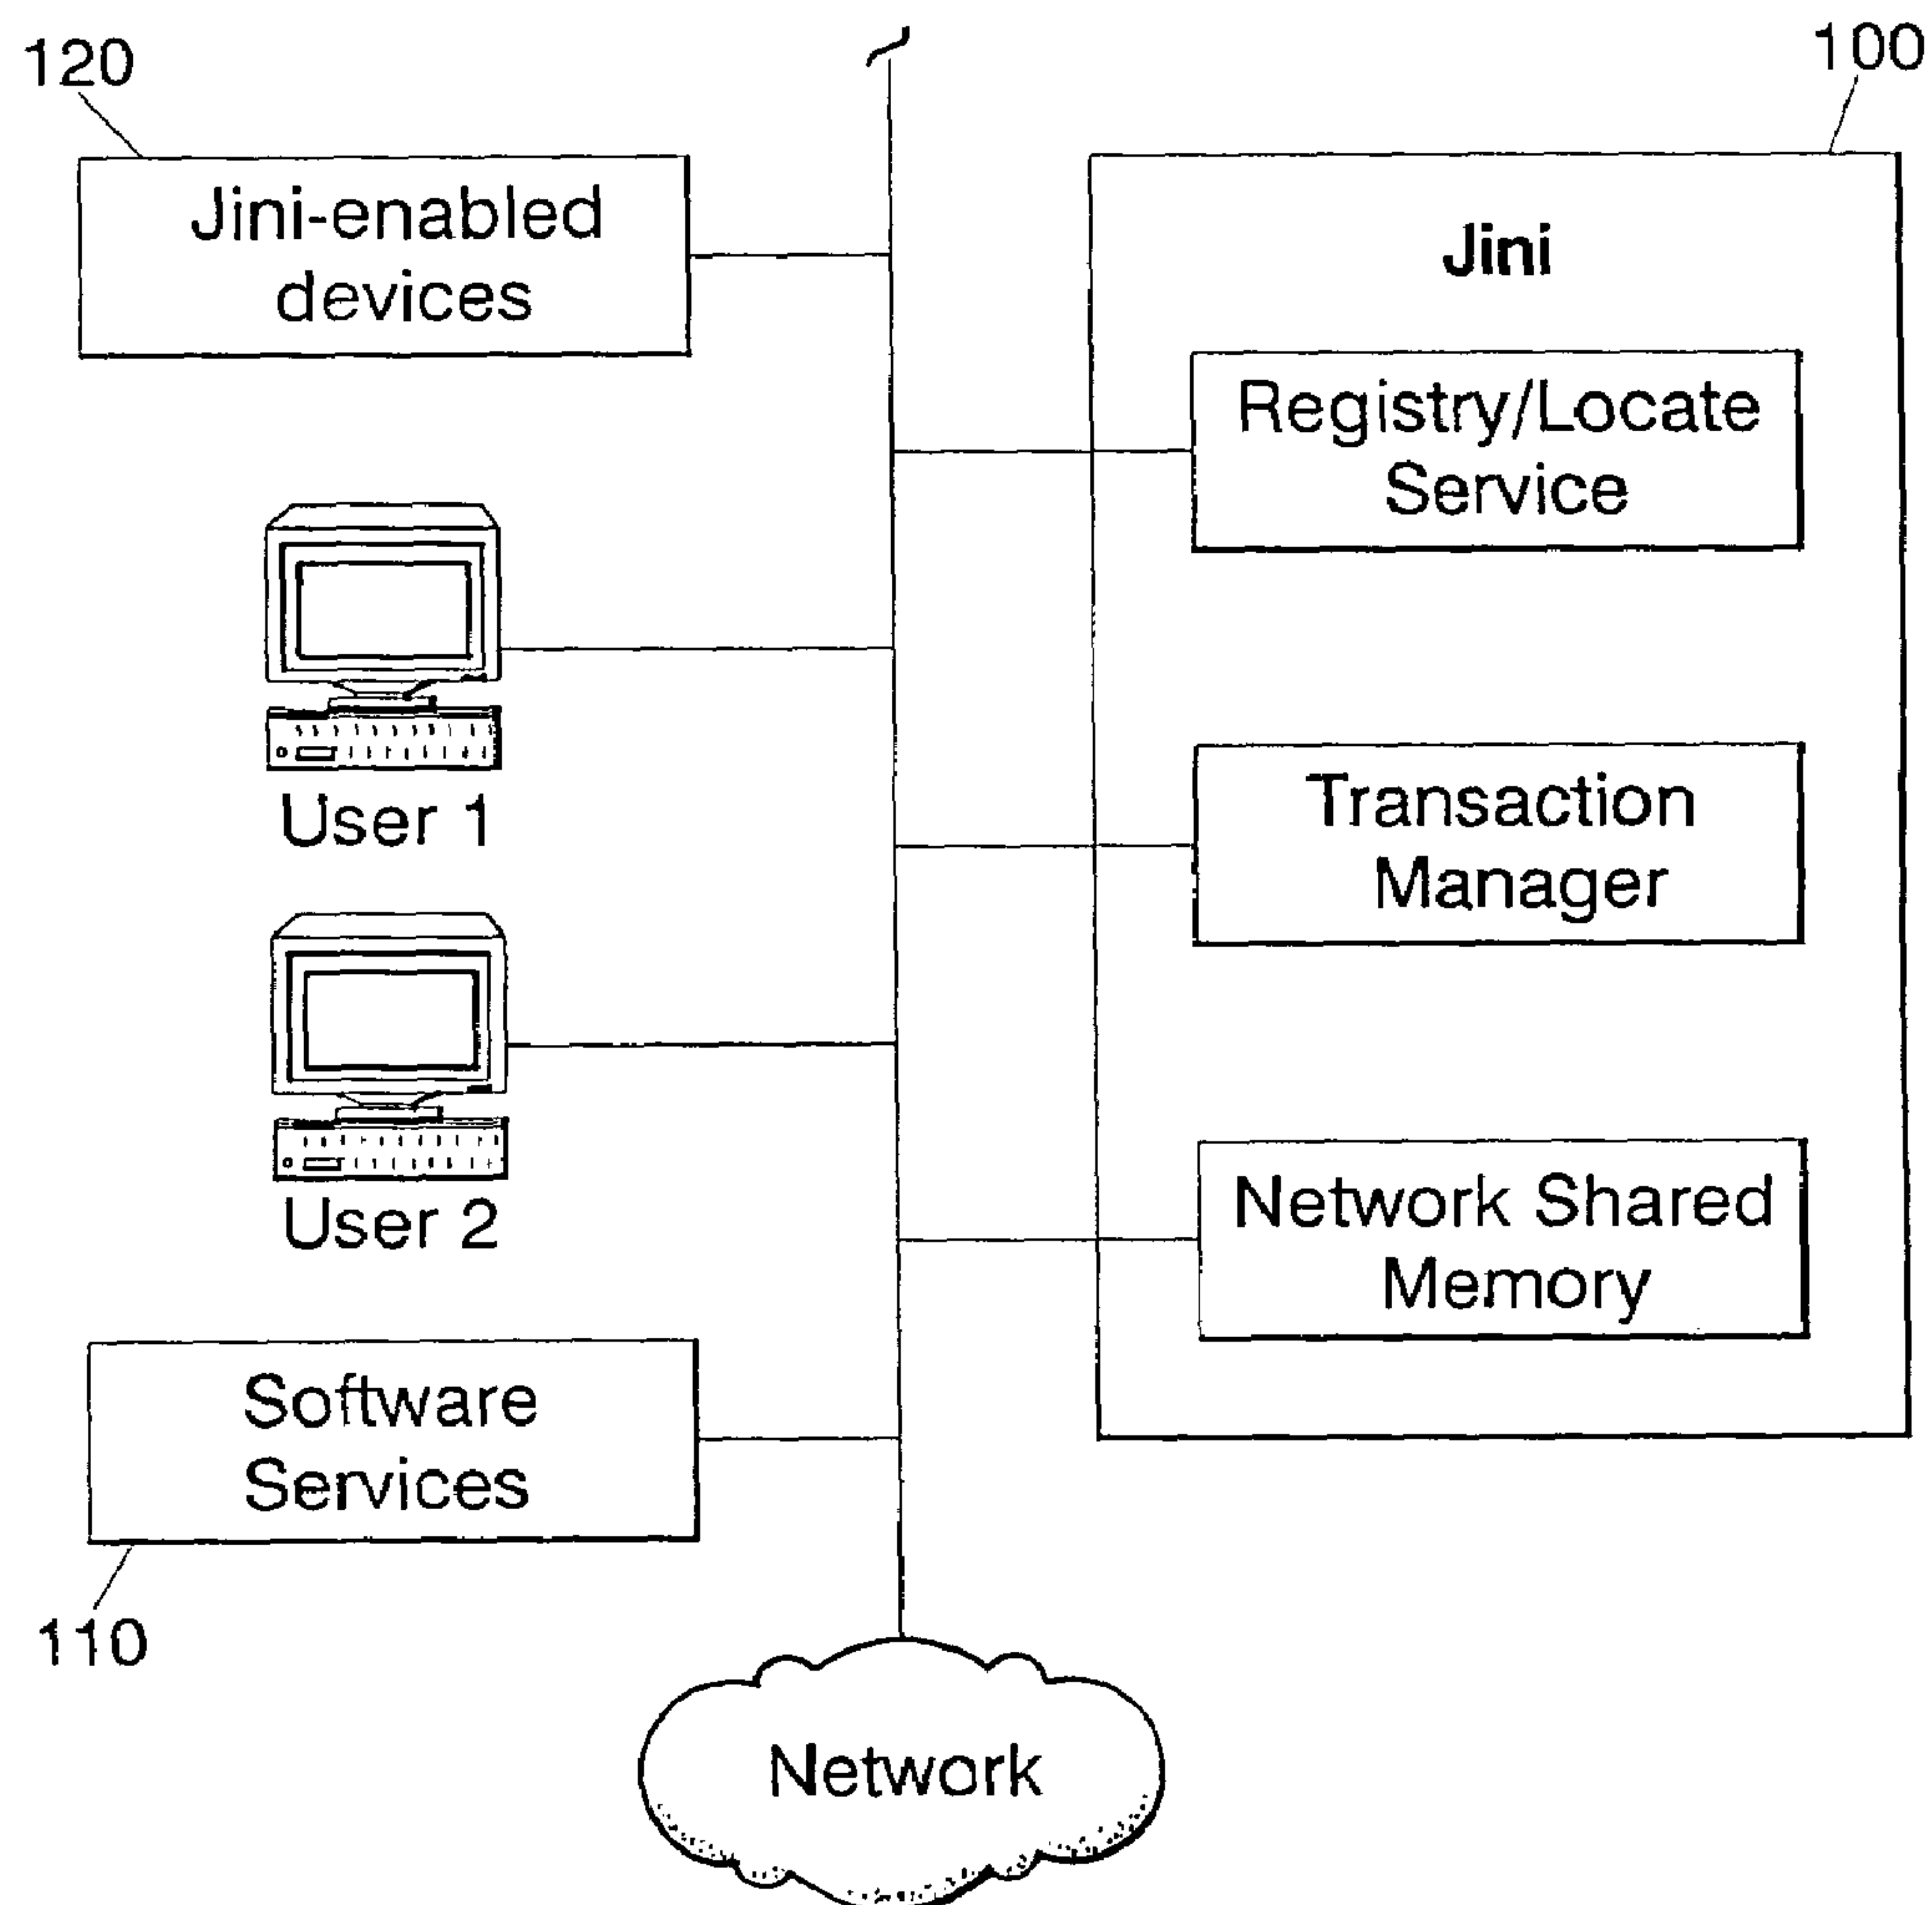 120
100
Jini-enabled
devices
Jini
Registry/Locate
Service
User 1
Transaction
Manager
User 2
Network Shared
Memory
Software
Services
110
Network